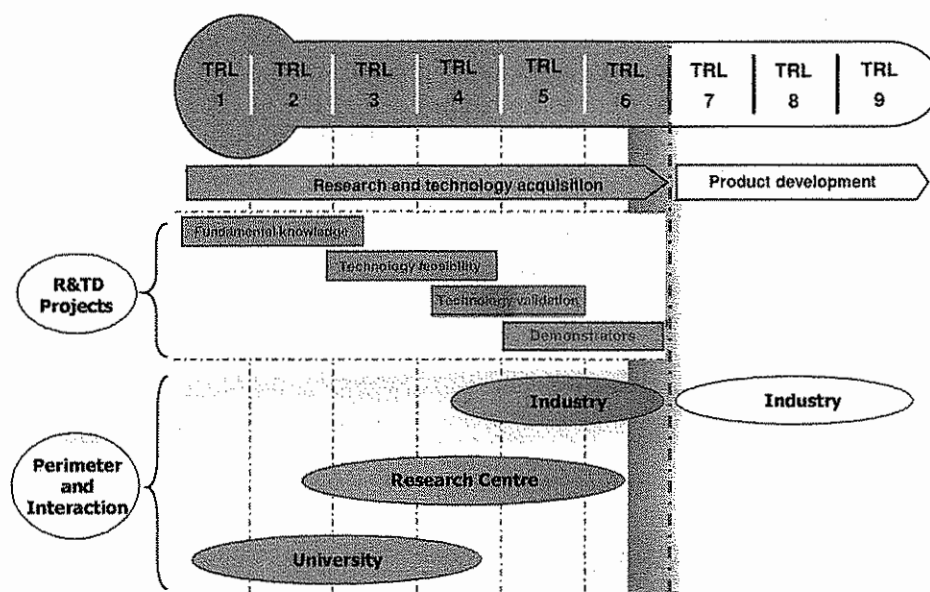 TRL TRL TRL TRL TRL TRL TRL TRL TRL
1 2 3 4 5 6 7 8 9
Research and technology acquisition
Product development
Fundamental knowledge
Technology feasibility
R&TD
Projects
Technology validation
Demonstrators
Industry
Industry
Perimeter
and
Interaction
Research Centre
University